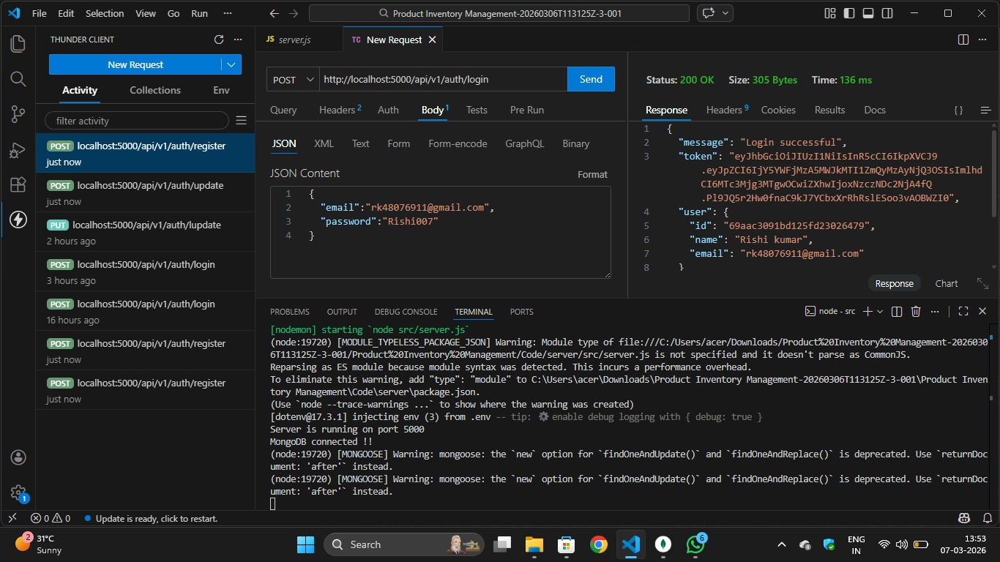 File Edit Selection View Go Run ···
Product Inventory Management-20260306T113125Z-3-001
THUNDER CLIENT
New Request
Activity Collections Env
filter activity
POST localhost:5000/api/v1/auth/register
just now
POST localhost:5000/api/v1/auth/update
just now
PUT localhost:5000/api/v1/auth/lupdate
2 hours ago
POST localhost:5000/api/v1/auth/login
3 hours ago
POST localhost:5000/api/v1/auth/login
16 hours ago
POST localhost:5000/api/v1/auth/register
just now
POST localhost:5000/api/v1/auth/register
just now
JS server.js
TC New Request
POST http://localhost:5000/api/v1/auth/login Send
Query Headers 2 Auth Body 1 Tests Pre Run
JSON XML Text Form Form-encode GraphQL Binary
JSON Content Format
1 {
2 "email":"rk48076911@gmail.com",
3 "password":"Rishi007"
4 }
Status: 200 OK Size: 305 Bytes Time: 136 ms
Response Headers 9 Cookies Results Docs {}
1 {
2 "message": "Login successful",
3 "token": "eyJhbGciOiJIUzI1NiIsInR5cCI6IkpXVCJ9
.eyJpZCI6IjY5YWFjMzA5MWJkMTI1ZmQyMzAyNjQ3OSIsImlhd
CI6MTc3Mjg3MTgwOCwiZXhwIjoxNzczNDc2NjA4fQ
.Pl9JQ5r2Hw0fnaC9kJ7YCbxXrRhRslESoo3vAOBWZI0",
4 "user": {
5 "id": "69aac3091bd125fd23026479",
6 "name": "Rishi kumar",
7 "email": "rk48076911@gmail.com"
8 }
Response Chart
PROBLEMS OUTPUT DEBUG CONSOLE TERMINAL PORTS
node - src
[nodemon] starting `node src/server.js`
(node:19720) [MODULE_TYPELESS_PACKAGE_JSON] Warning: Module type of file:///C:/Users/acer/Downloads/Product%20Inventory%20Management-2026030
6T113125Z-3-001/Product%20Inventory%20Management/Code/server/src/server.js is not specified and it doesn't parse as CommonJS.
Reparsing as ES module because module syntax was detected. This incurs a performance overhead.
To eliminate this warning, add "type": "module" to C:\Users\acer\Downloads\Product Inventory Management-20260306T113125Z-3-001\Product Inven
tory Management\Code\server\package.json.
(Use `node --trace-warnings ...` to show where the warning was created)
[dotenv@17.3.1] injecting env (3) from .env -- tip: ⚙️ enable debug logging with { debug: true }
Server is running on port 5000
MongoDB connected !!
(node:19720) [MONGOOSE] Warning: mongoose: the `new` option for `findOneAndUpdate()` and `findOneAndReplace()` is deprecated. Use `returnDoc
ument: 'after'` instead.
(node:19720) [MONGOOSE] Warning: mongoose: the `new` option for `findOneAndUpdate()` and `findOneAndReplace()` is deprecated. Use `returnDoc
ument: 'after'` instead.
1
0 0 Update is ready, click to restart.
2
31°C
Sunny
Search
6
ENG
IN
13:53
07-03-2026